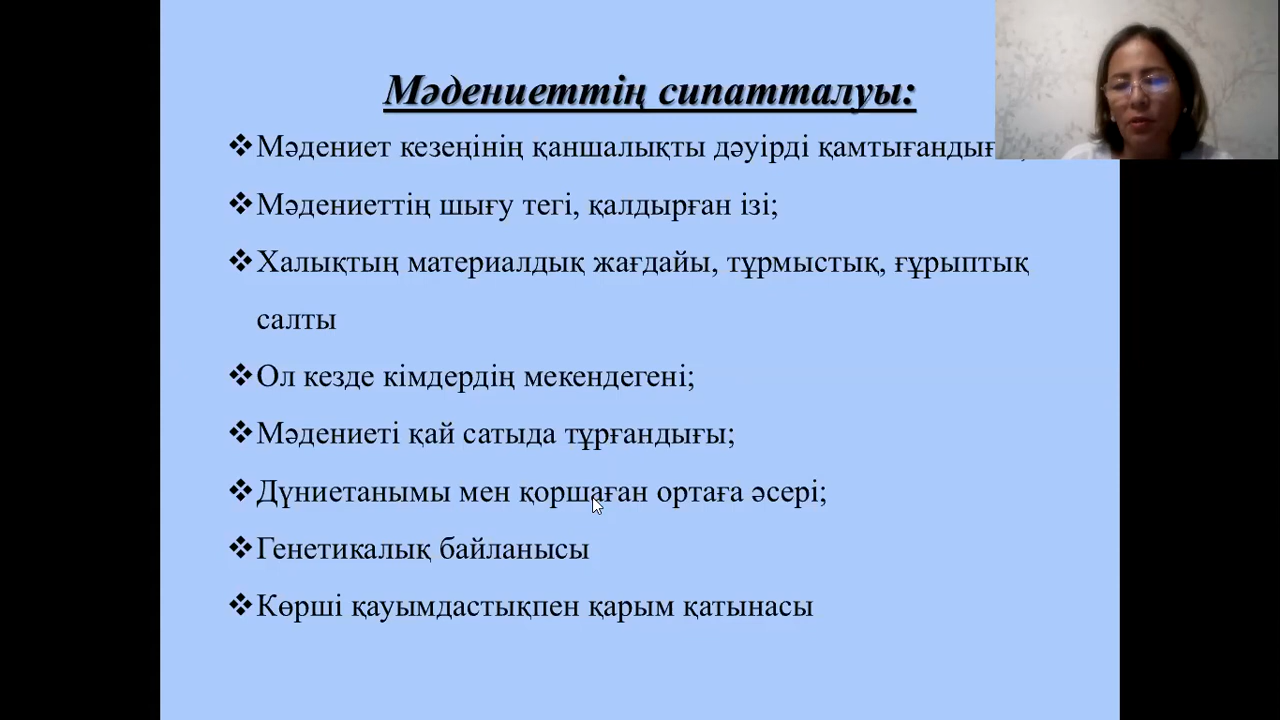 Мәдениеттің сипатталуы:
❖Мәдениет кезеңінің қаншалықты дәуірді
❖Мәдениеттің шығу тегі, қалдырған ізі;
❖Халықтың материалдық жағдайы, тұрмыстық, ғұрыптық
салты
❖Ол кезде кімдердің мекендегені;
❖Мәдениеті қай сатыда тұрғандығы;
❖Дүниетанымы мен қоршаған ортаға әсері;
❖Генетикалық байланысы
❖Көрші қауымдастықпен қарым қатынасы